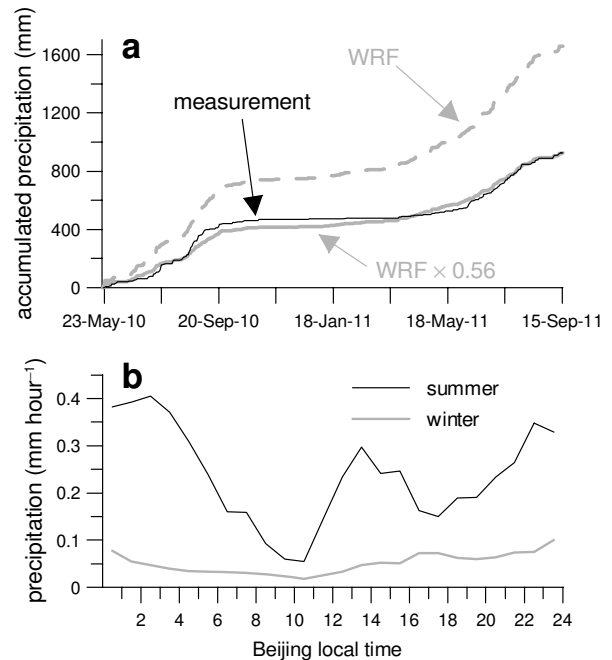 a
accumulated precipitation (mm)
1600
1200
800
400
0
WRF
measurement
WRF × 0.56
23-May-10 20-Sep-10 18-Jan-11 18-May-11 15-Sep-11
b
precipitation (mm hour⁻¹)
0.4
0.3
0.2
0.1
0
summer
winter
2 4 6 8 10 12 14 16 18 20 22 24
Beijing local time